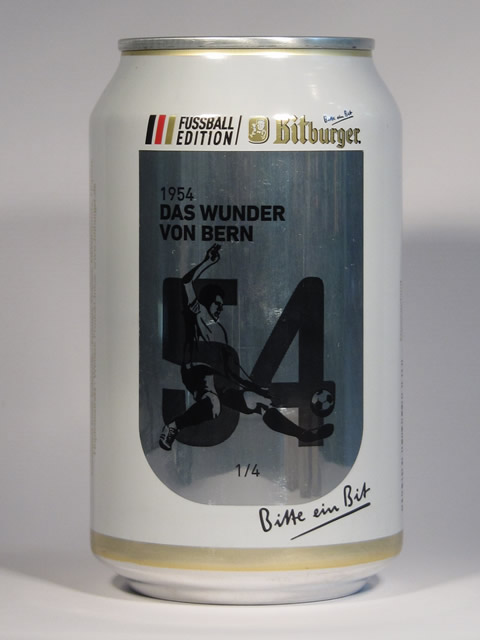 FUSSBALL
EDITION
Bitte ein Bit
Bitburger
1954
DAS WUNDER
VON BERN
54
1/4
Bitte ein Bit